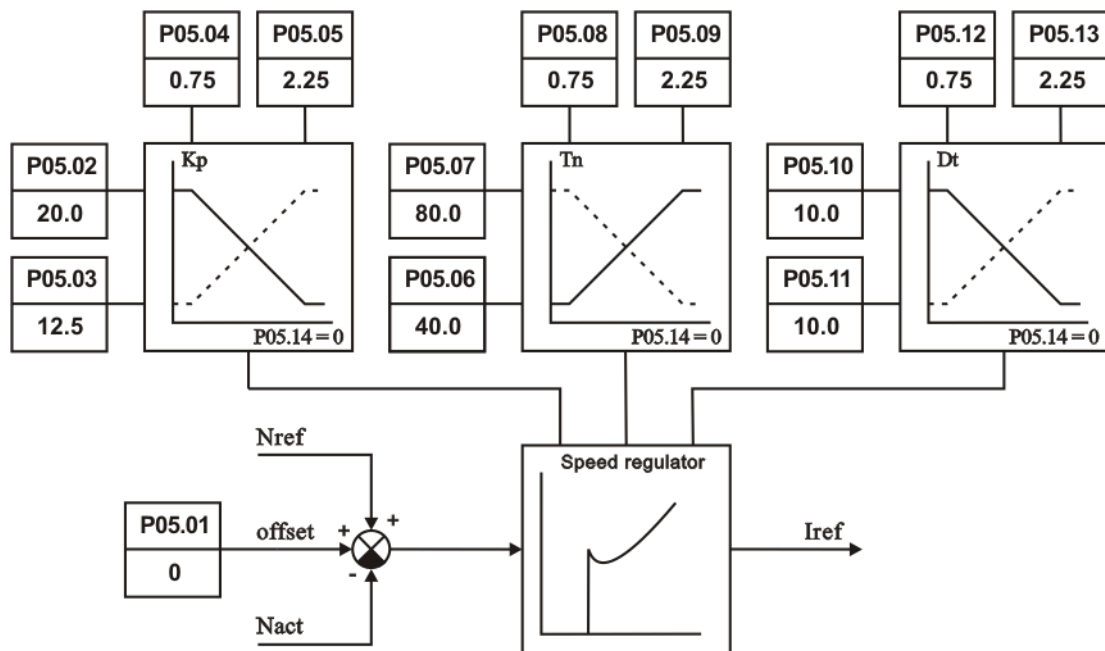 P05.04 P05.05 P05.08 P05.09 P05.12 P05.13
0.75 2.25 0.75 2.25 0.75 2.25
Kp Tn Dt
P05.02 P05.07 P05.10
20.0 80.0 10.0
P05.03 P05.06 P05.11
12.5 40.0 10.0
P05.14 = 0 P05.14 = 0 P05.14 = 0
Nref
Speed regulator
P05.01 offset + + Iref
0 -
Nact